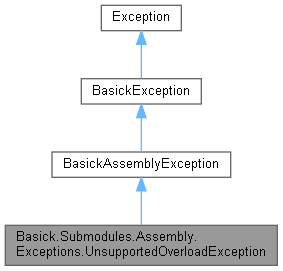 Exception
BasickException
BasickAssemblyException
Basick.Submodules.Assembly.
Exceptions.UnsupportedOverloadException